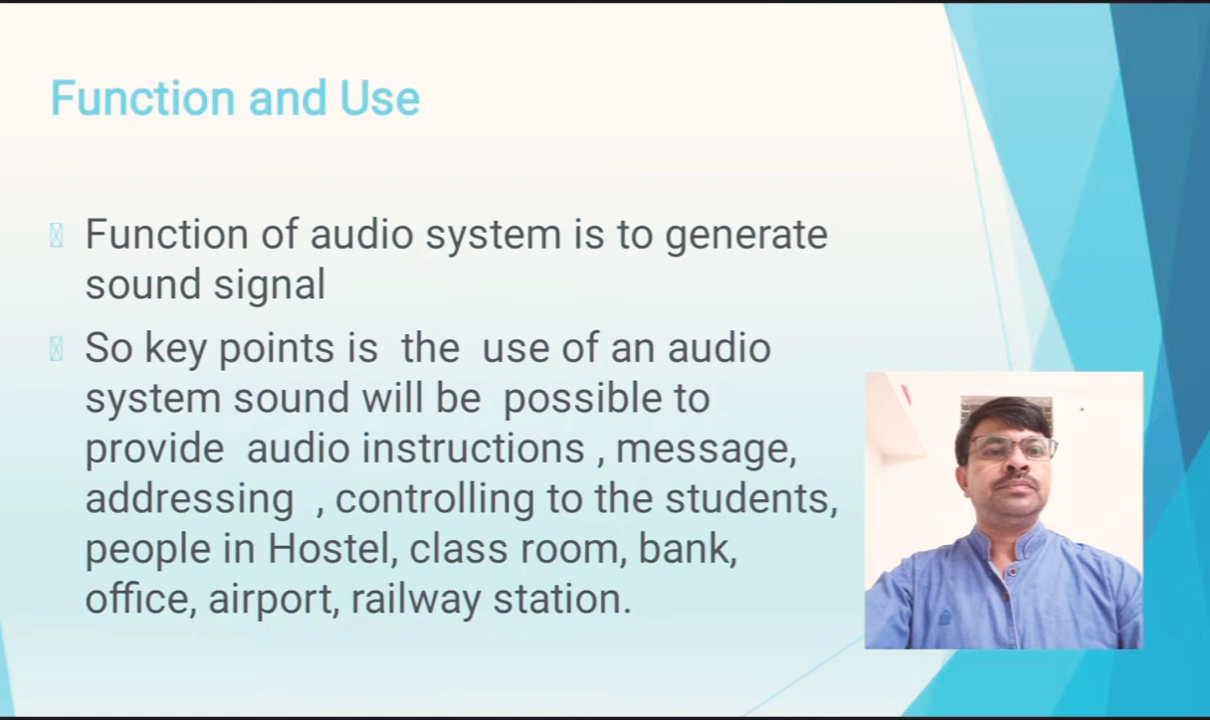 Function and Use
Function of audio system is to generate
sound signal
So key points is  the  use of an audio
system sound will be  possible to
provide  audio instructions , message,
addressing  , controlling to the students,
people in Hostel, class room, bank,
office, airport, railway station.